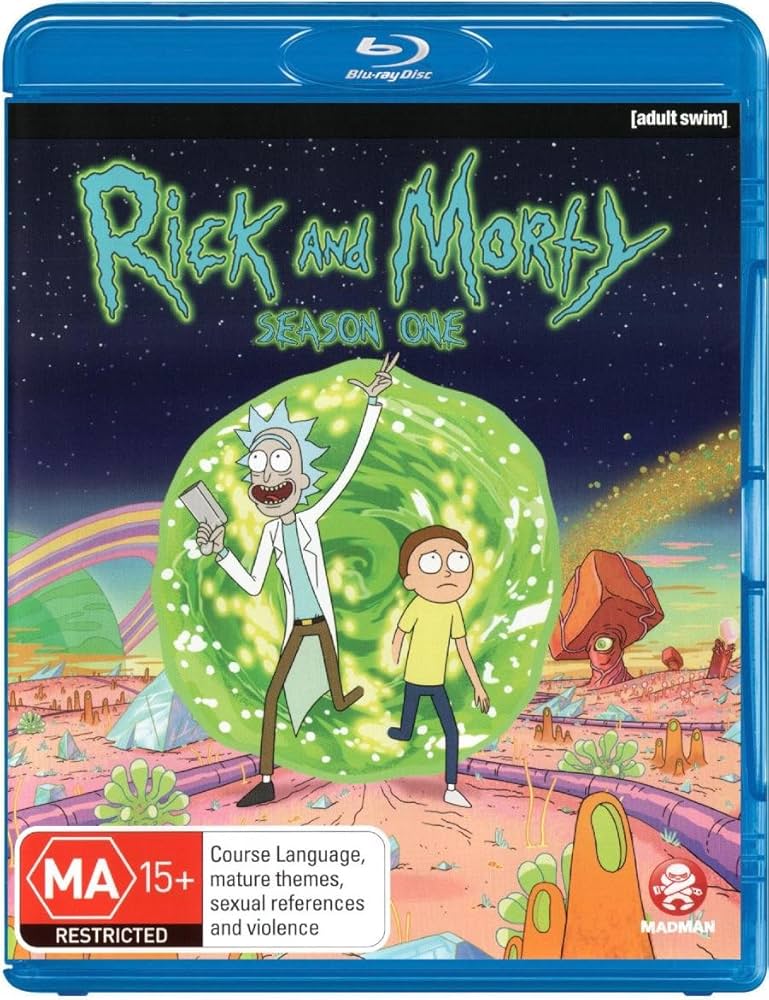 Blu-ray Disc
[adult swim]
Rick and Morty
Season One
MA 15+
RESTRICTED
Course Language,
mature themes,
sexual references
and violence
MADMAN